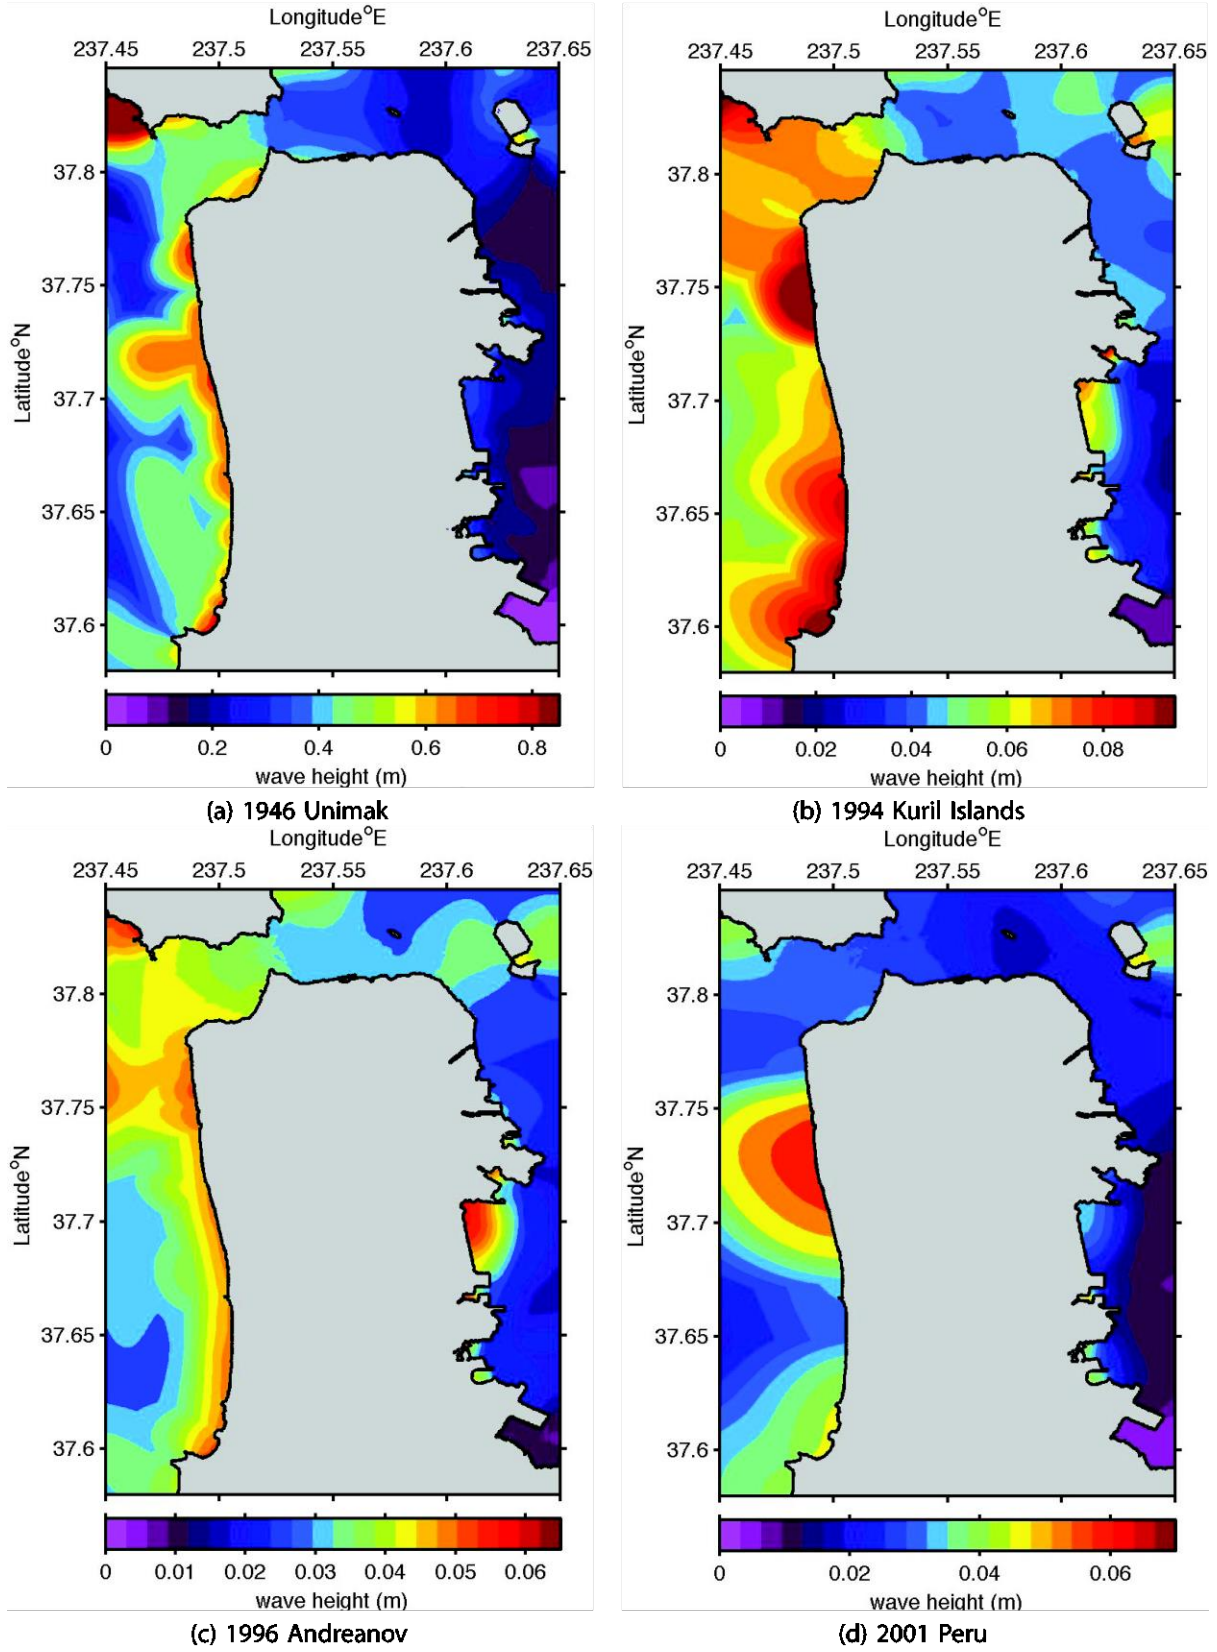 Longitude°E
237.45 237.5 237.55 237.6 237.65
37.8
37.75
37.7
37.65
37.6
Latitude°N
0 0.2 0.4 0.6 0.8
wave height (m)
(a) 1946 Unimak
Longitude°E
237.45 237.5 237.55 237.6 237.65
37.8
37.75
37.7
37.65
37.6
Latitude°N
0 0.02 0.04 0.06 0.08
wave height (m)
(b) 1994 Kuril Islands
Longitude°E
237.45 237.5 237.55 237.6 237.65
37.8
37.75
37.7
37.65
37.6
Latitude°N
0 0.01 0.02 0.03 0.04 0.05 0.06
wave height (m)
(c) 1996 Andreanov
Longitude°E
237.45 237.5 237.55 237.6 237.65
37.8
37.75
37.7
37.65
37.6
Latitude°N
0 0.02 0.04 0.06
wave height (m)
(d) 2001 Peru